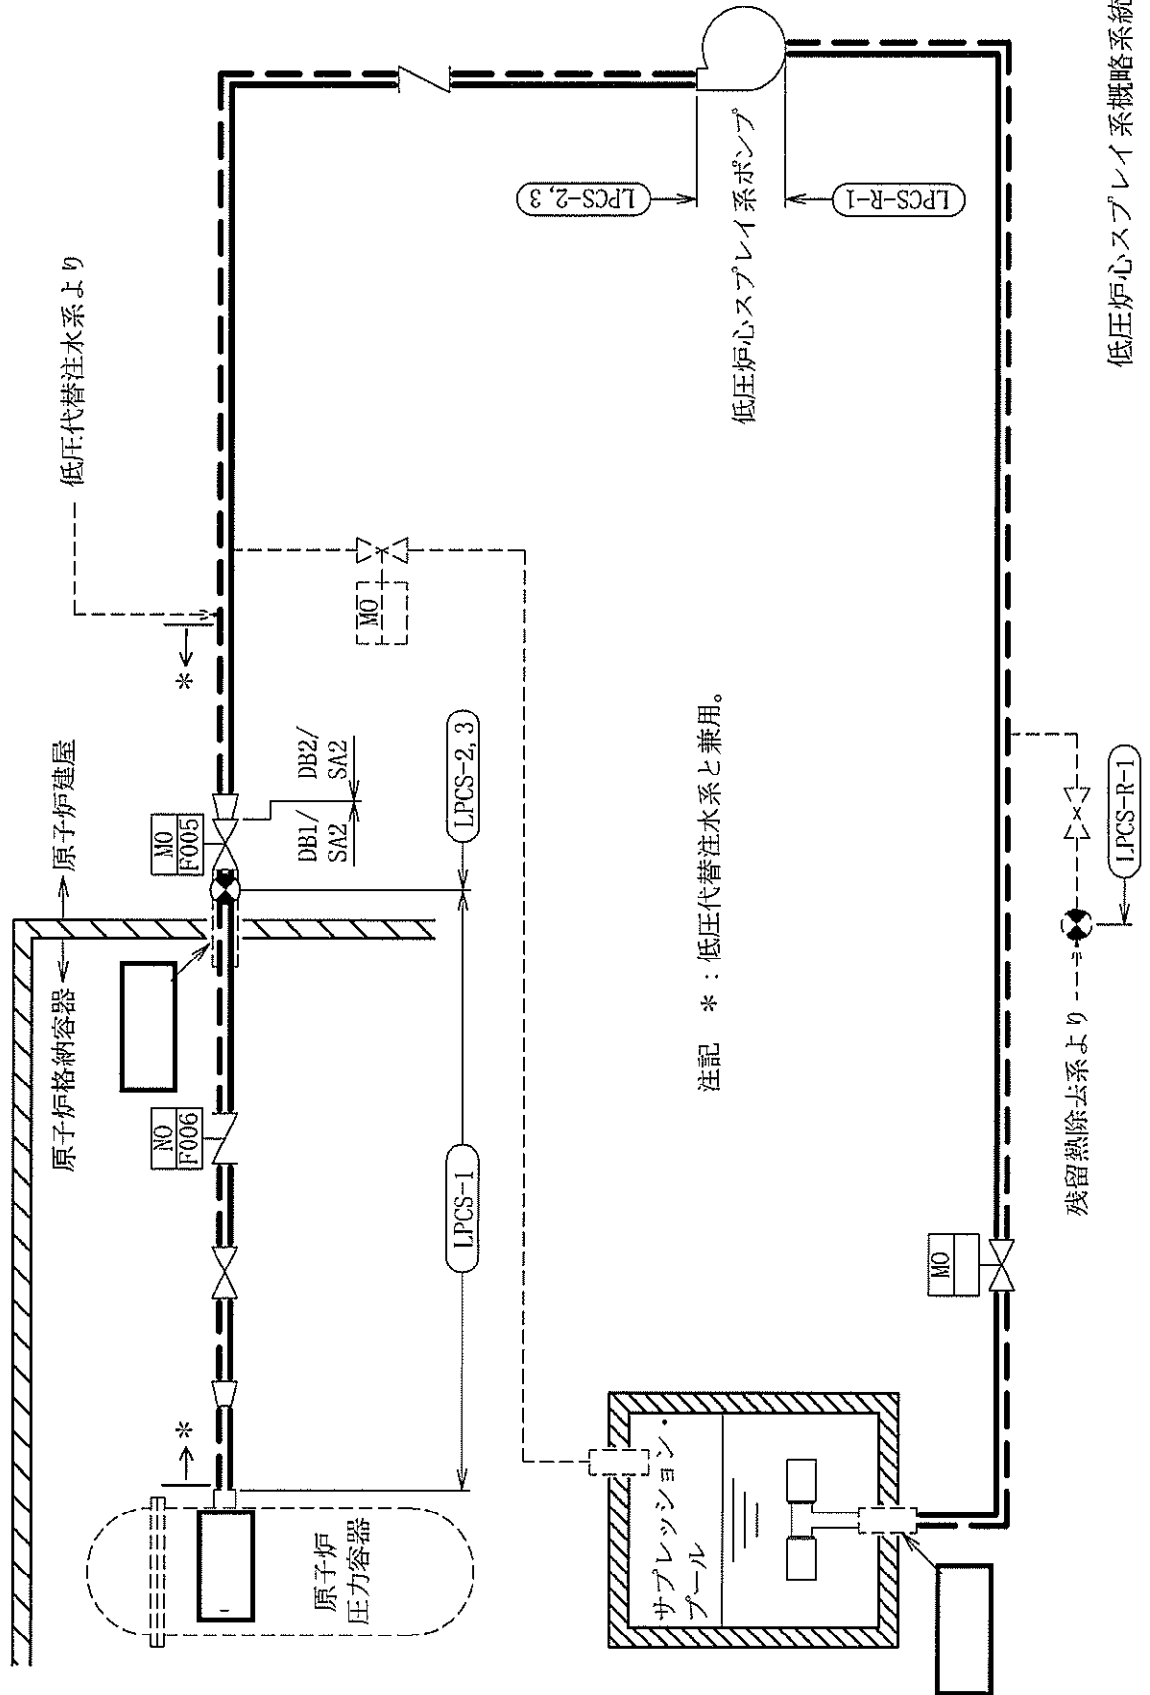 原子炉格納容器
原子炉建屋
低圧代替注水系より
*
*
NO
F006
MO
F005
DB1/
SA2
DB2/
SA2
MO
LPCS-1
LPCS-2,3
LPCS-2,3
LPCS-R-1
低圧炉心スプレイ系ポンプ
原子炉
圧力容器
サプレッション・
プール
注記 *:低圧代替注水系と兼用。
MO
残留熱除去系より
LPCS-R-1
低圧炉心スプレイ系概略系統